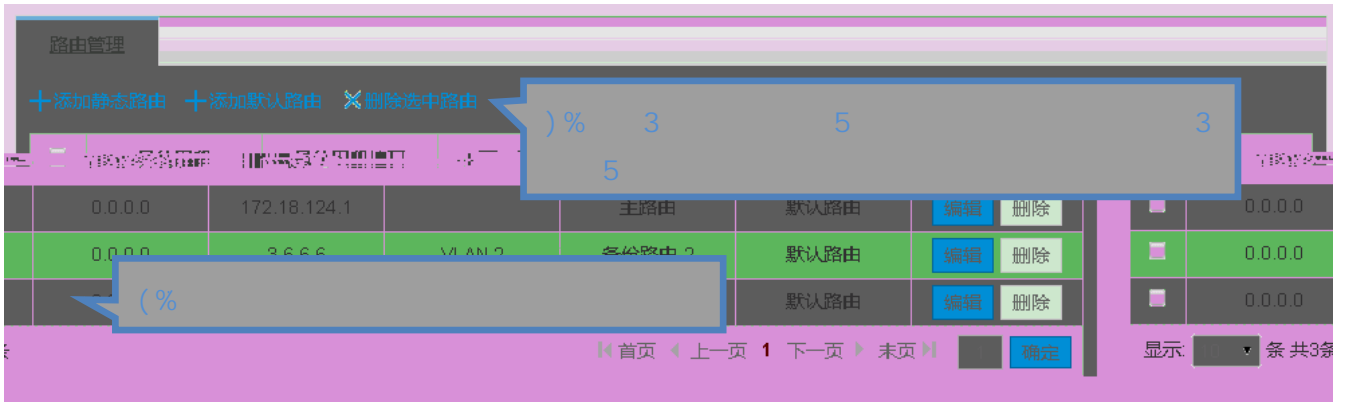 路由管理
添加静态路由 添加默认路由 删除选中路由
)% 3 5 3
5
0.0.0.0 172.18.124.1 主路由 默认路由 编辑 删除 0.0.0.0
0.0.0.0 3.6.6.6 VLAN 2 备份路由-2 默认路由 编辑 删除 0.0.0.0
(% 默认路由 编辑 删除 0.0.0.0
首页 上一页 1 下一页 末页 确定 显示: 条 共3条